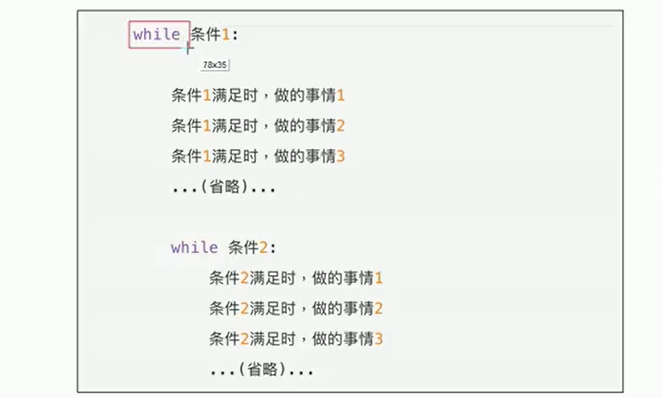 while 条件1:
78x35
条件1满足时，做的事情1
条件1满足时，做的事情2
条件1满足时，做的事情3
...(省略)...
while 条件2:
条件2满足时，做的事情1
条件2满足时，做的事情2
条件2满足时，做的事情3
...(省略)...